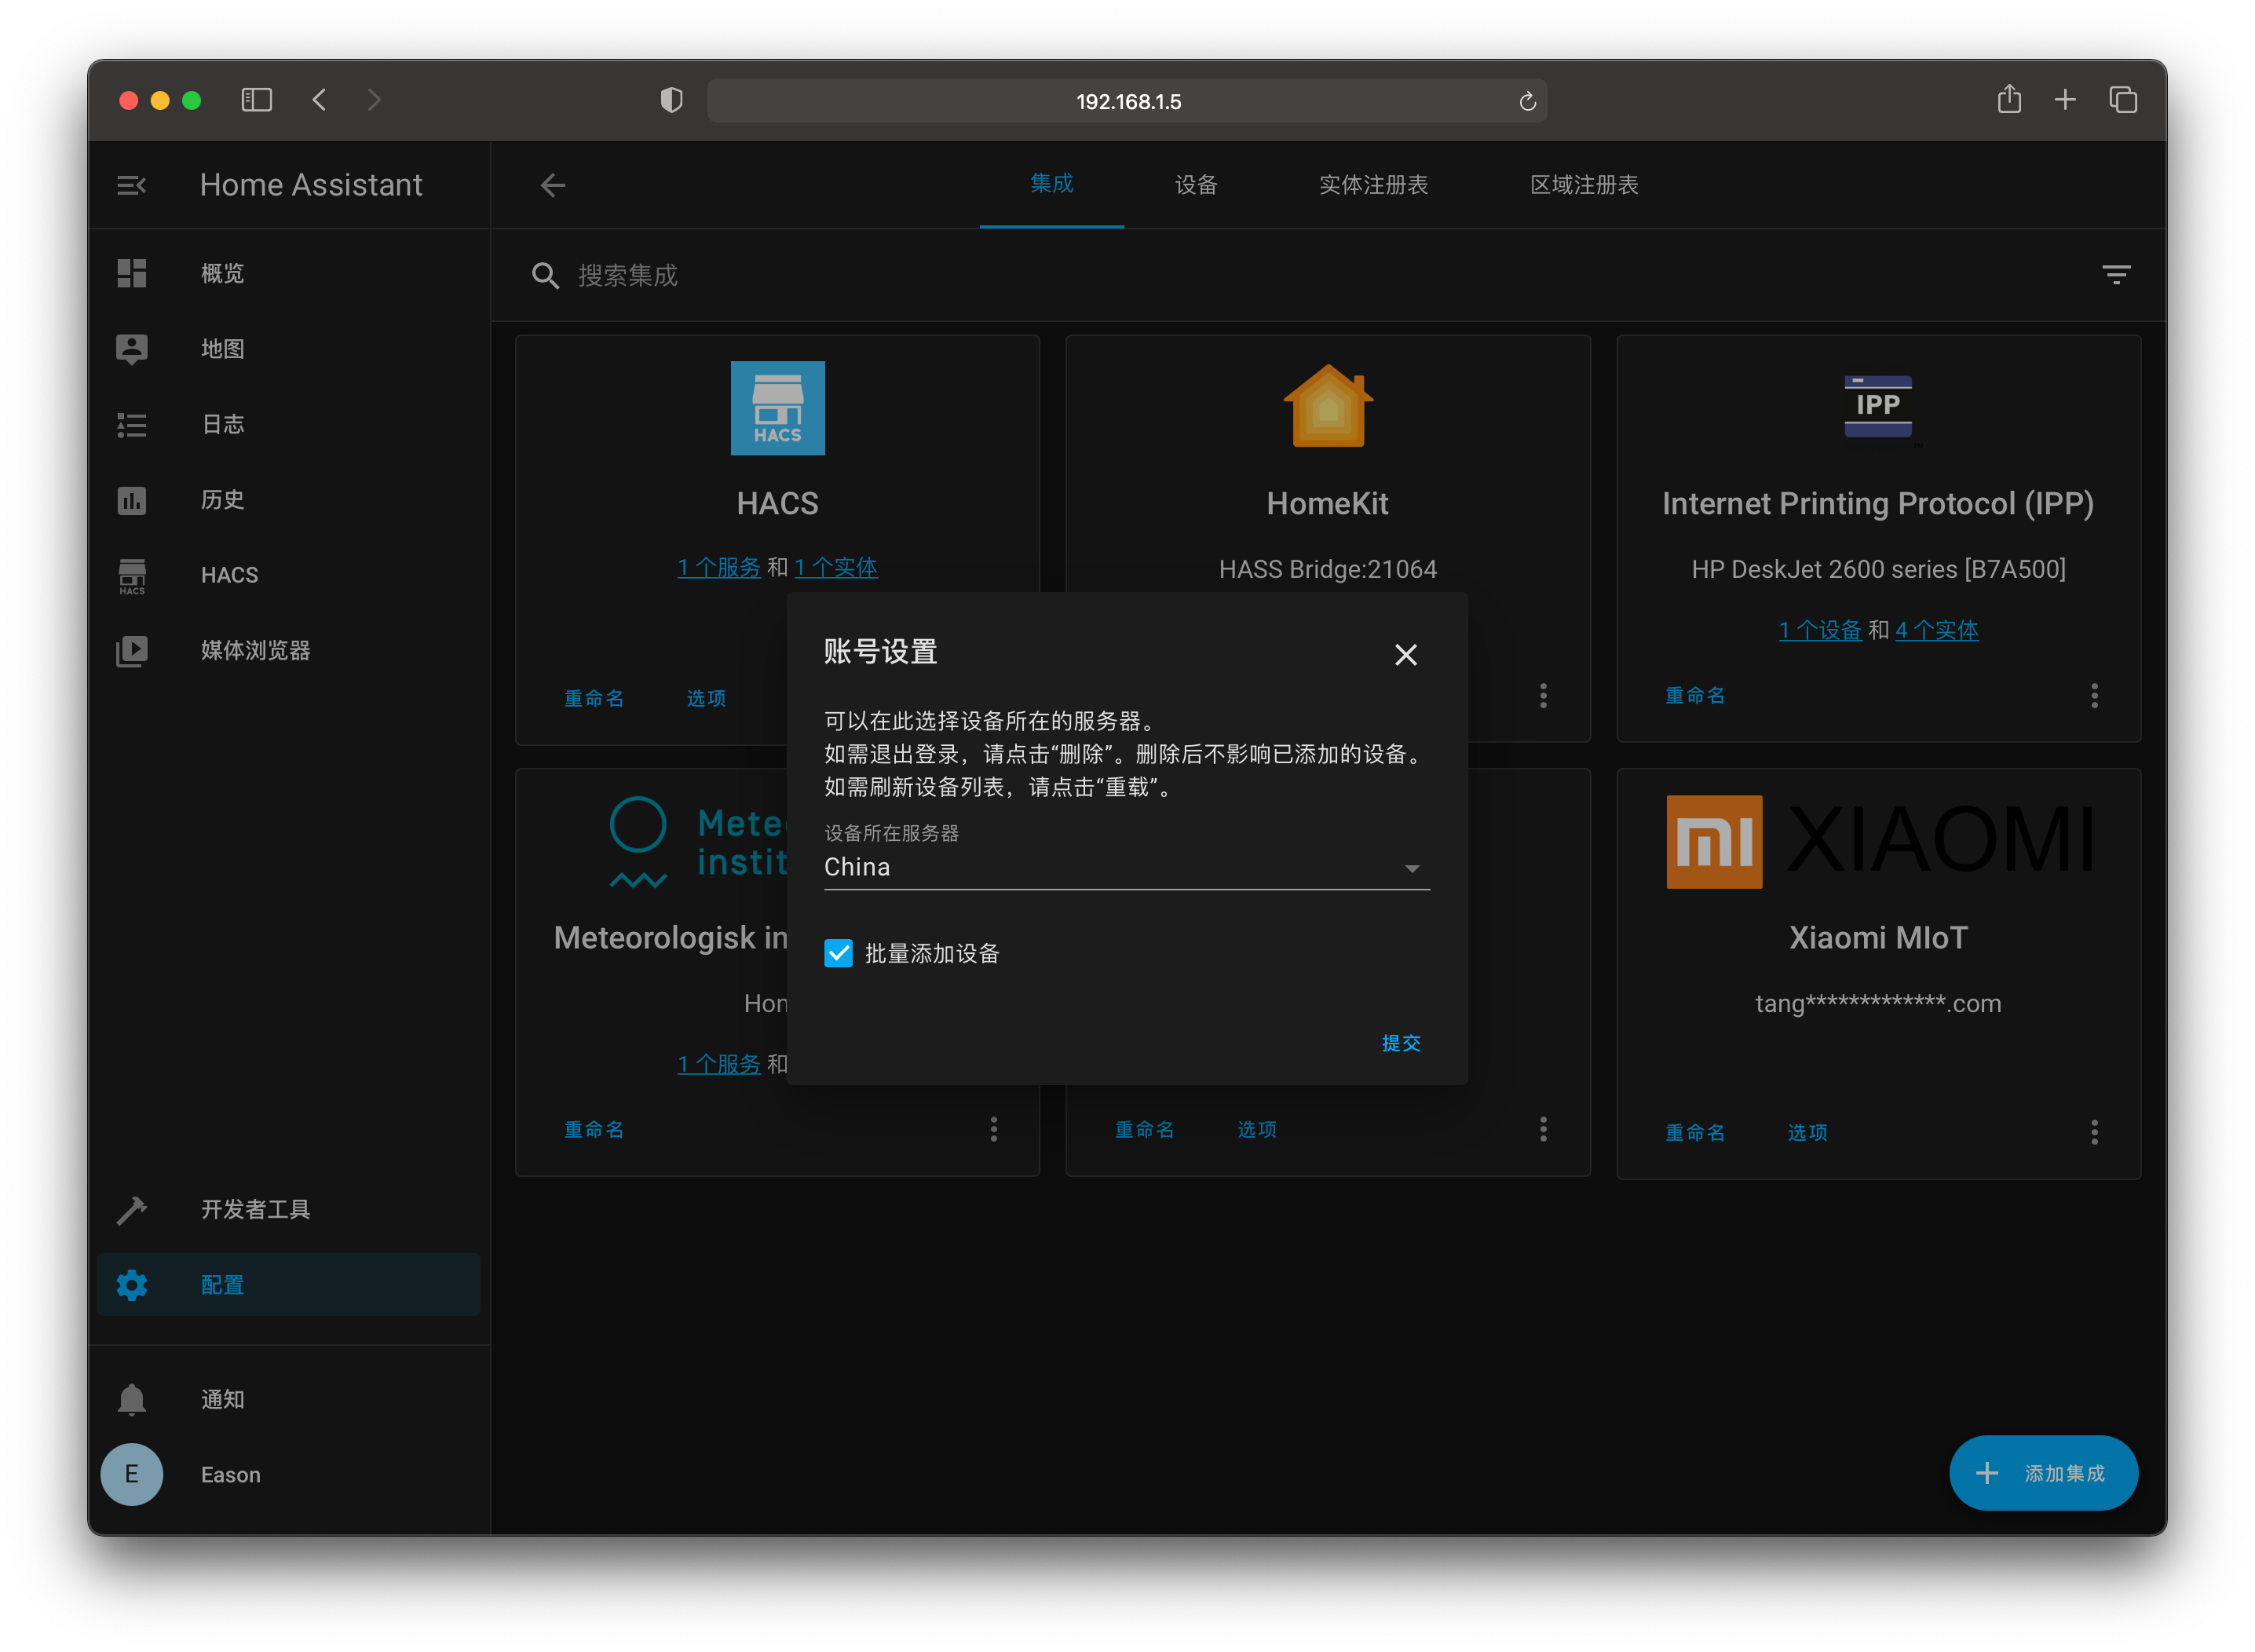 192.168.1.5
Home Assistant
集成
设备
实体注册表
区域注册表
概览
地图
日志
历史
HACS
HACS
媒体浏览器
开发者工具
配置
通知
E
Eason
搜索集成
HACS
HACS
1 个服务 和 1 个实体
重命名
选项
HomeKit
HASS Bridge:21064
IPP
TM
Internet Printing Protocol (IPP)
HP DeskJet 2600 series [B7A500]
1 个设备 和 4 个实体
重命名
账号设置
可以在此选择设备所在的服务器。
如需退出登录，请点击“删除”。删除后不影响已添加的设备。
如需刷新设备列表，请点击“重载”。
设备所在服务器
China
批量添加设备
提交
Mete
instit
Meteorologisk in
Hom
1 个服务 和
重命名
重命名
选项
XIAOMI
Xiaomi MIoT
tang*************.com
重命名
选项
添加集成